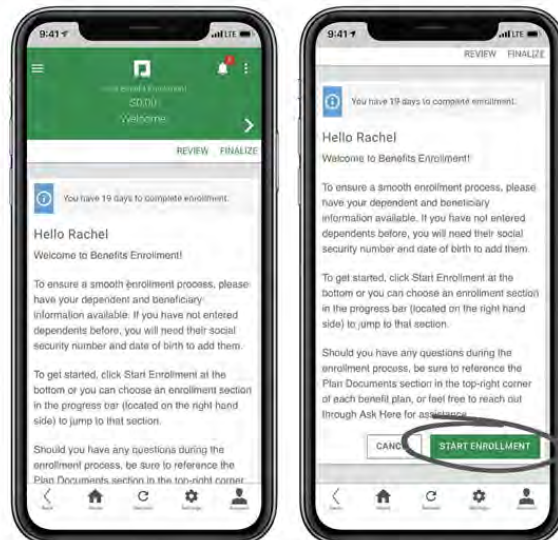 9:41
LTE
$0.00
Welcome
REVIEW FINALIZE
You have 19 days to complete enrollment.
Hello Rachel
Welcome to Benefits Enrollment!
To ensure a smooth enrollment process, please
have your dependent and beneficiary
information available. If you have not entered
dependents before, you will need their social
security number and date of birth to add them.
To get started, click Start Enrollment at the
bottom or you can choose an enrollment section
in the progress bar (located on the right hand
side) to jump to that section.
Should you have any questions during the
enrollment process, be sure to reference the
Plan Documents section in the top-right corner
9:41
LTE
REVIEW FINALIZE
You have 19 days to complete enrollment.
Hello Rachel
Welcome to Benefits Enrollment!
To ensure a smooth enrollment process, please
have your dependent and beneficiary
information available. If you have not entered
dependents before, you will need their social
security number and date of birth to add them.
To get started, click Start Enrollment at the
bottom or you can choose an enrollment section
in the progress bar (located on the right hand
side) to jump to that section.
Should you have any questions during the
enrollment process, be sure to reference the
Plan Documents section in the top-right corner
of each benefit plan, or feel free to reach out
through Ask Here for assistance
START ENROLLMENT